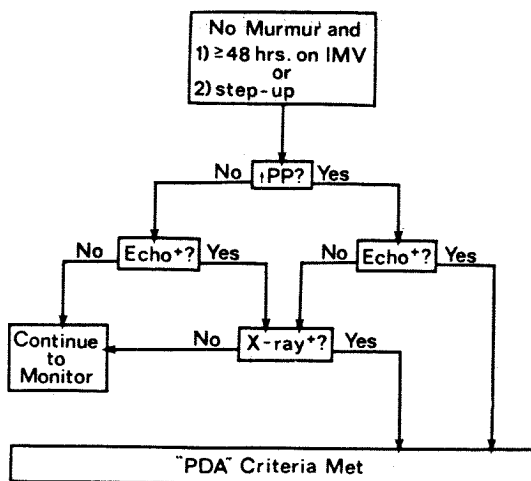 No Murmur and
1) ≥48 hrs. on IMV
or
2) step-up
No ↑PP? Yes
No Echo+? Yes No Echo+? Yes
Continue
to
Monitor
No X-ray+? Yes
"PDA" Criteria Met